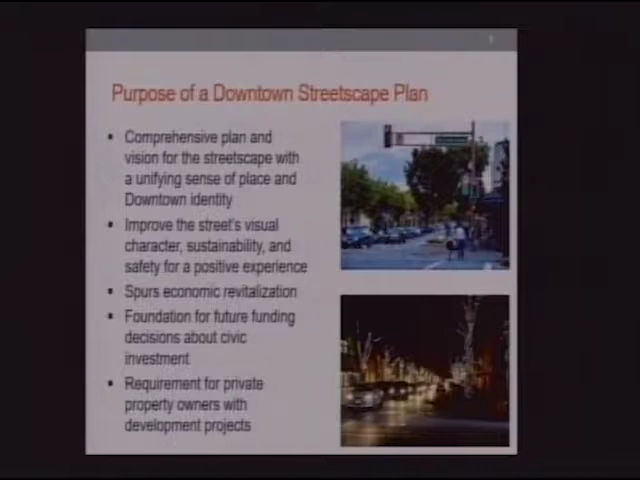 Purpose of a Downtown Streetscape Plan
• Comprehensive plan and
vision for the streetscape with
a unifying sense of place and
Downtown identity
• Improve the street's visual
character, sustainability, and
safety for a positive experience
• Spurs economic revitalization
• Foundation for future funding
decisions about civic
investment
• Requirement for private
property owners with
development projects